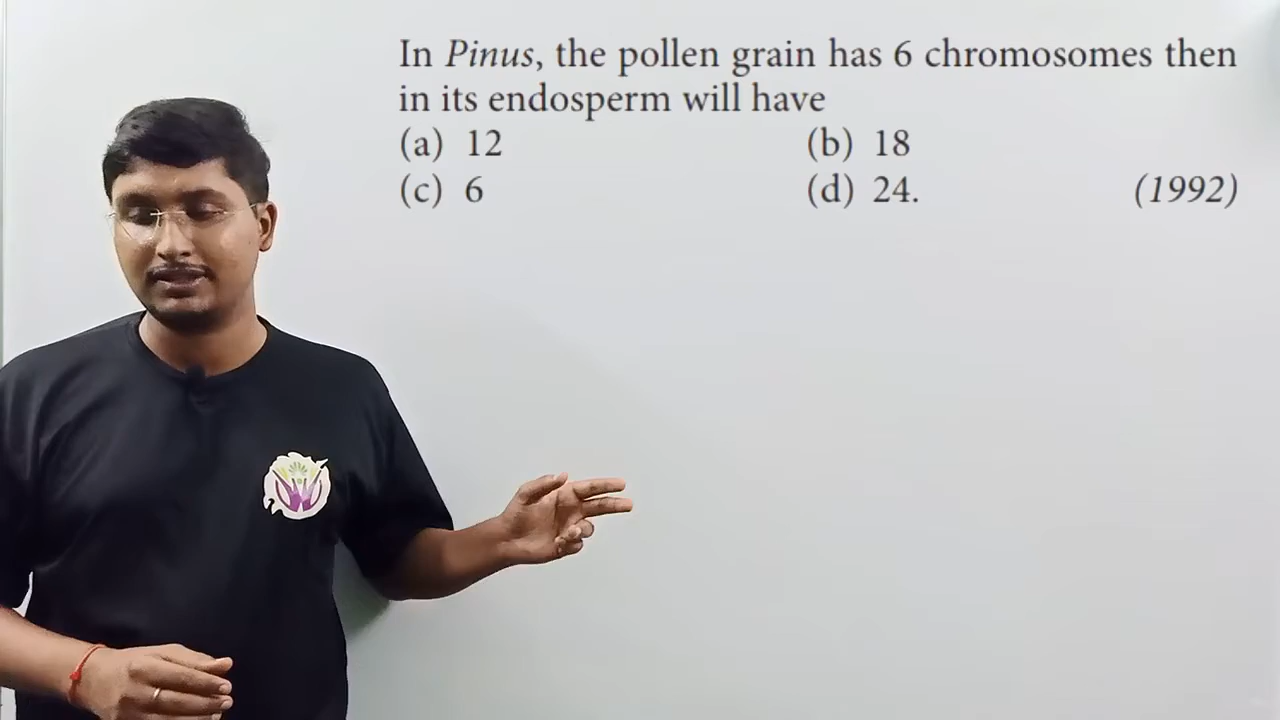 In Pinus, the pollen grain has 6 chromosomes then
in its endosperm will have
(a) 12 (b) 18
(c) 6 (d) 24. (1992)